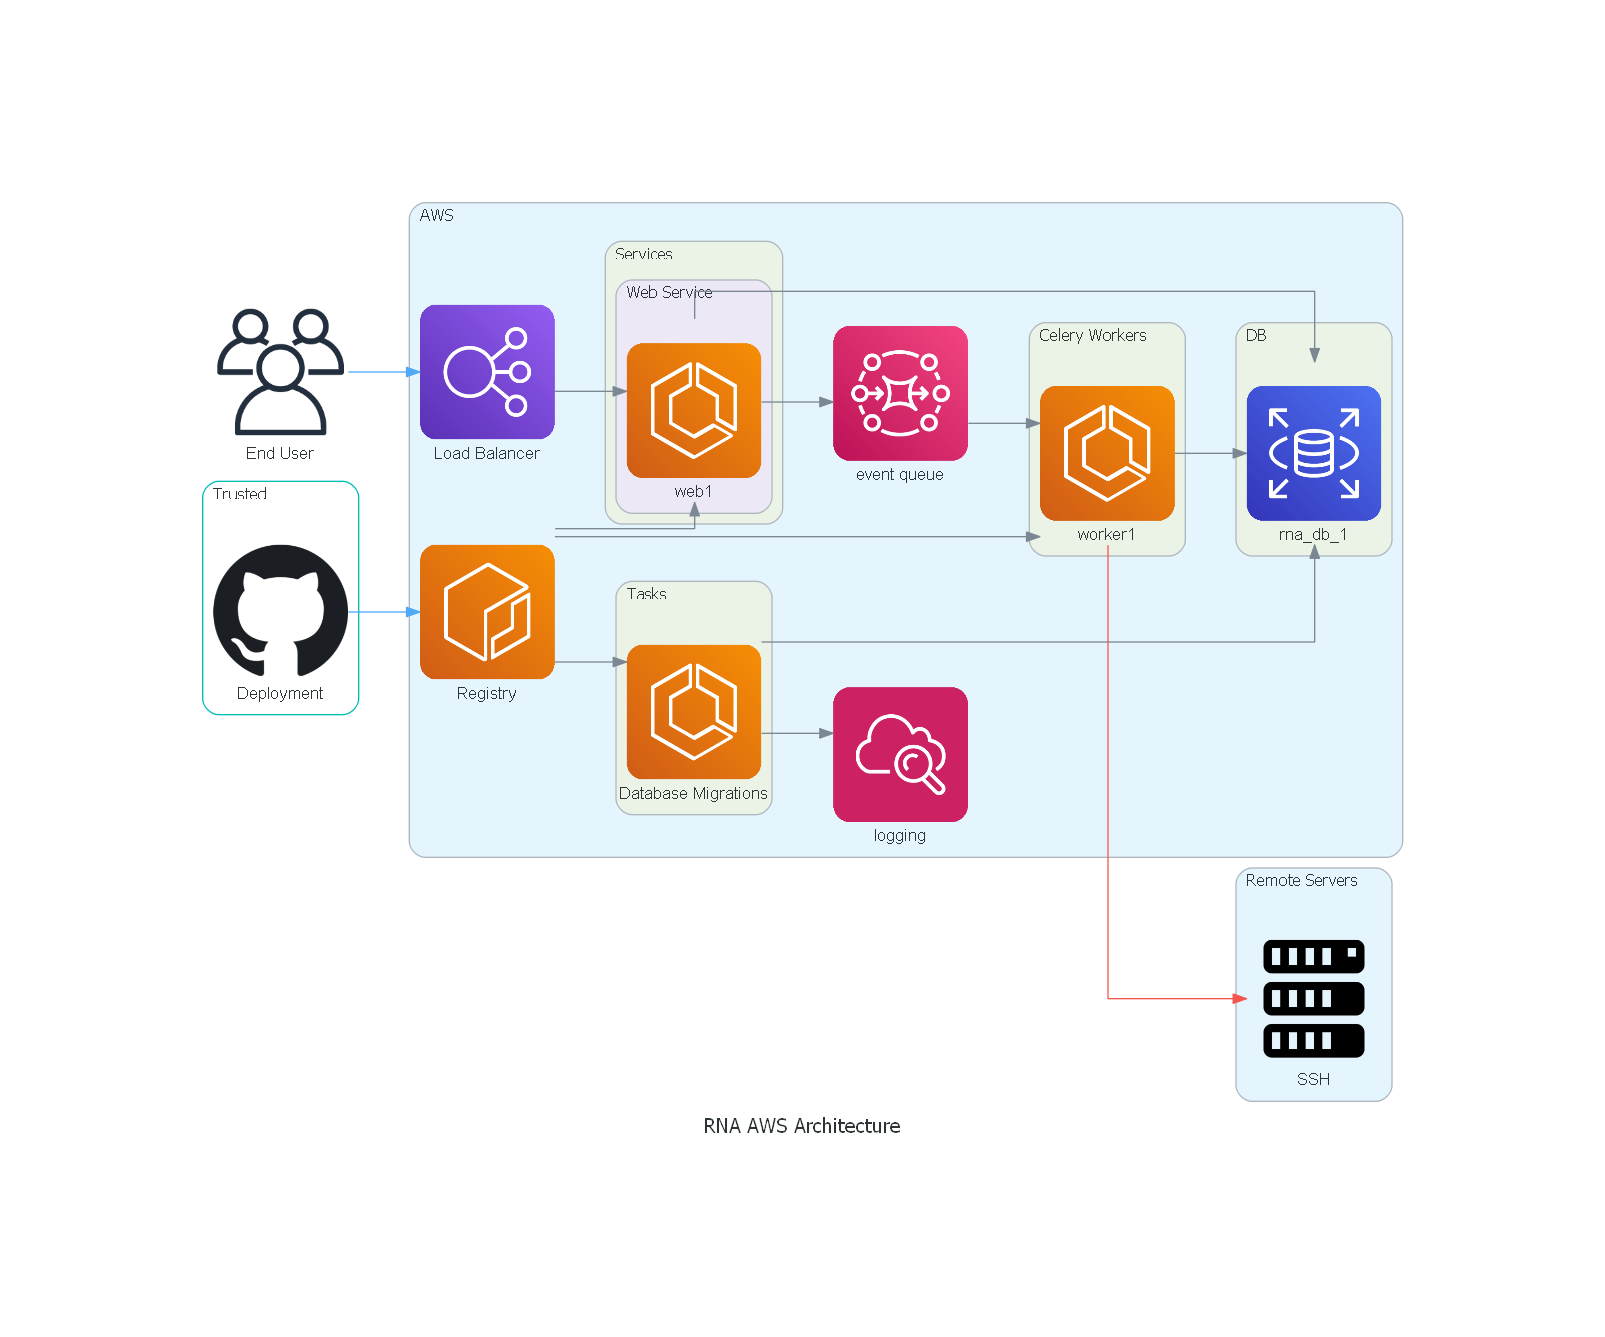 AWS
Services
Web Service
Celery Workers
DB
End User
Load Balancer
web1
event queue
worker1
rna_db_1
Trusted
Deployment
Registry
Tasks
Database Migrations
logging
Remote Servers
SSH
RNA AWS Architecture